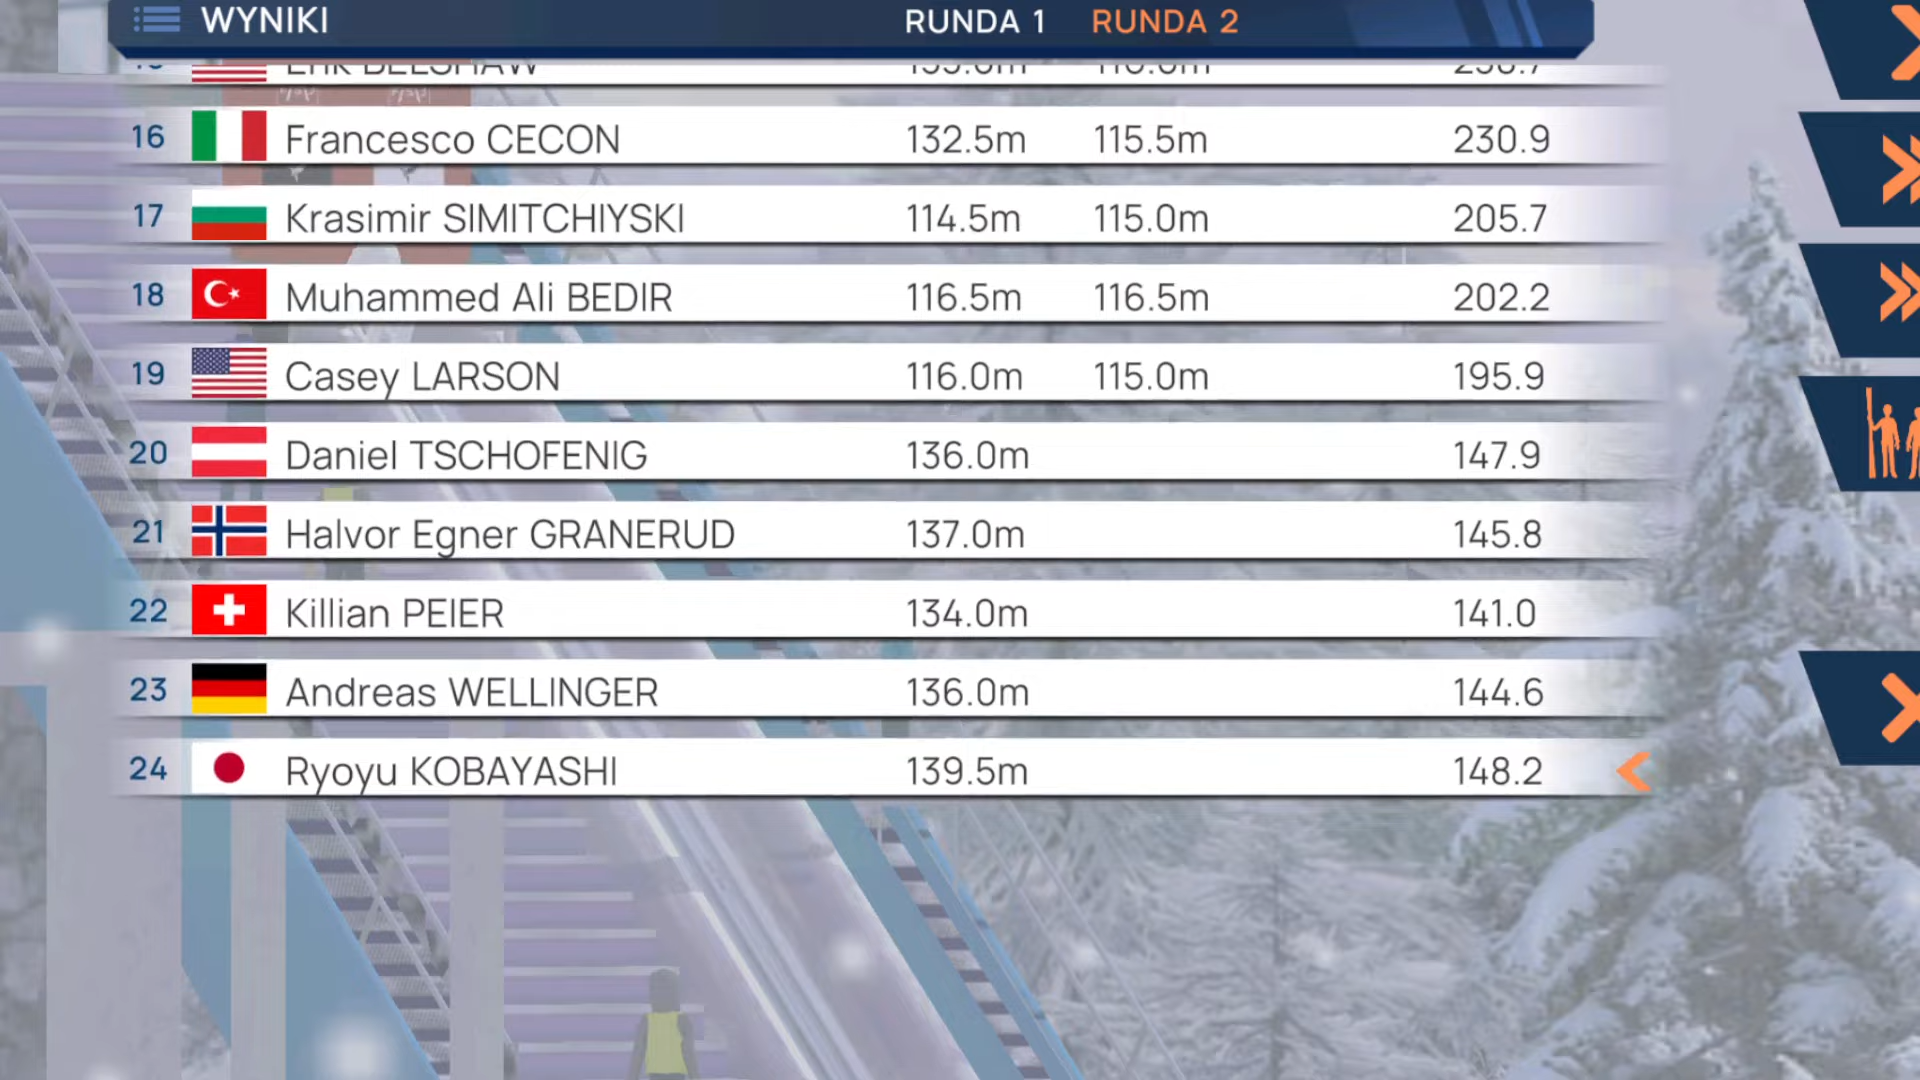 WYNIKI RUNDA 1 RUNDA 2
Erik BELSHAW
16 Francesco CECON 132.5m 115.5m 230.9
17 Krasimir SIMITCHIYSKI 114.5m 115.0m 205.7
18 Muhammed Ali BEDIR 116.5m 116.5m 202.2
19 Casey LARSON 116.0m 115.0m 195.9
20 Daniel TSCHOFENIG 136.0m 147.9
21 Halvor Egner GRANERUD 137.0m 145.8
22 Killian PEIER 134.0m 141.0
23 Andreas WELLINGER 136.0m 144.6
24 Ryoyu KOBAYASHI 139.5m 148.2